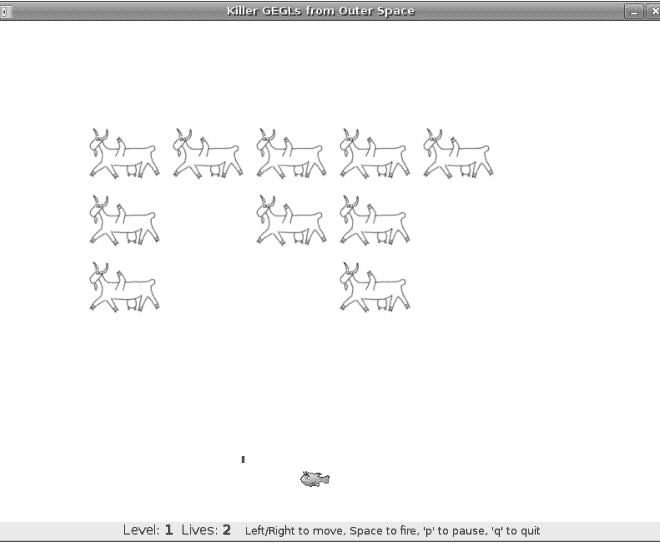 Killer GEGLs from Outer Space
Level: 1 Lives: 2 Left/Right to move, Space to fire, 'p' to pause, 'q' to quit